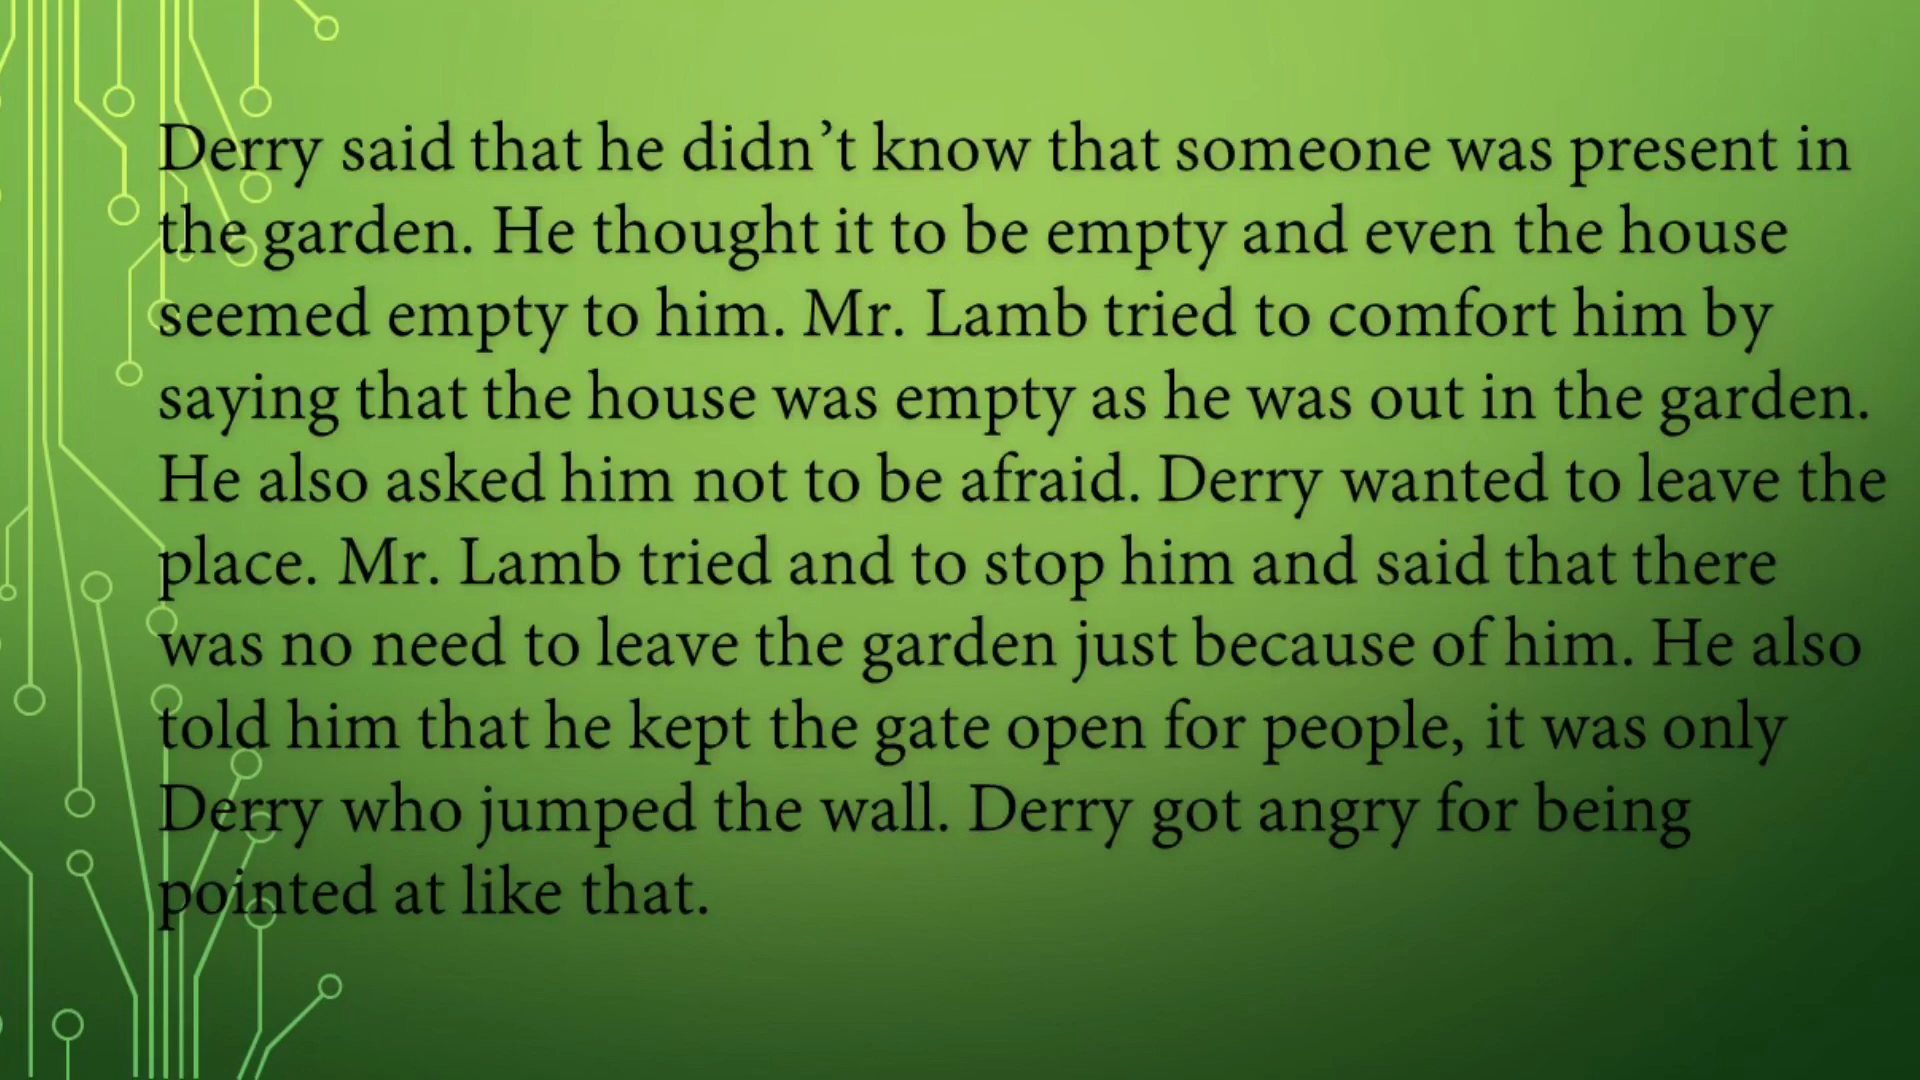 Derry said that he didn’t know that someone was present in
the garden. He thought it to be empty and even the house
seemed empty to him. Mr. Lamb tried to comfort him by
saying that the house was empty as he was out in the garden.
He also asked him not to be afraid. Derry wanted to leave the
place. Mr. Lamb tried and to stop him and said that there
was no need to leave the garden just because of him. He also
told him that he kept the gate open for people, it was only
Derry who jumped the wall. Derry got angry for being
pointed at like that.